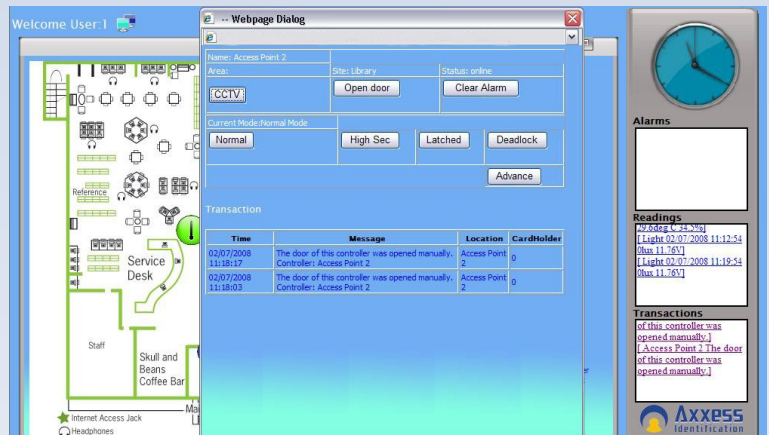 Welcome User:1
-- Webpage Dialog
Name: Access Point 2
Area:
Site: Library
Status: online
CCTV
Open door
Clear Alarm
Current Mode:Normal Mode
Normal
High Sec
Latched
Deadlock
Advance
Transaction
Time Message Location CardHolder
02/07/2008 11:18:17
The door of this controller was opened manually.
Controller: Access Point 2
Access Point 2
0
02/07/2008 11:18:03
The door of this controller was opened manually.
Controller: Access Point 2
Access Point 2
0
Reference
Service
Desk
Staff
Skull and
Beans
Coffee Bar
Internet Access Jack
Headphones
Alarms
Readings
29.6deg C 34.5%]
[ Light 02/07/2008 11:12:54
0lux 11.76V]
[ Light 02/07/2008 11:19:54
0lux 11.76V]
Transactions
of this controller was
opened manually.]
[ Access Point 2 The door
of this controller was
opened manually.]
Axxess
Identification